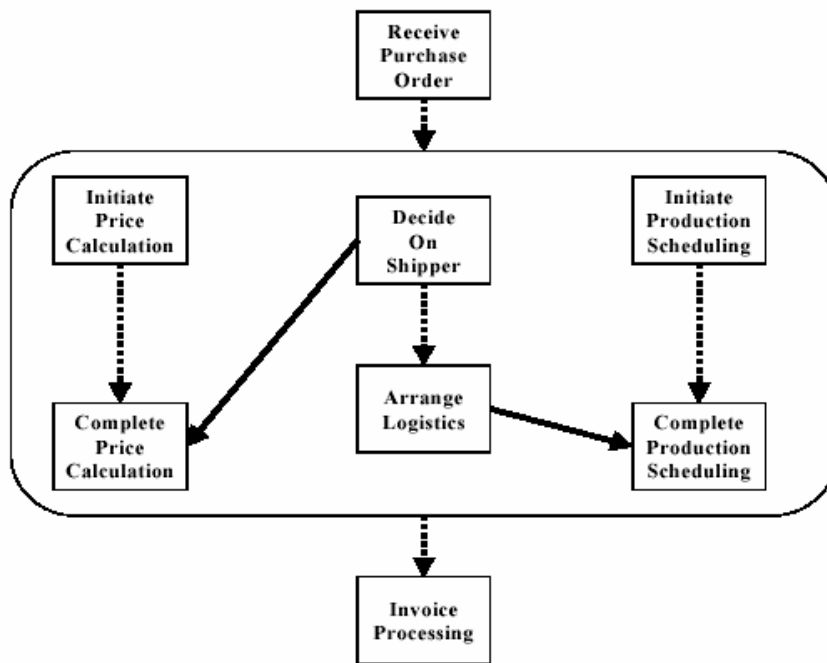 Receive
Purchase
Order
Initiate
Price
Calculation
Decide
On
Shipper
Initiate
Production
Scheduling
Complete
Price
Calculation
Arrange
Logistics
Complete
Production
Scheduling
Invoice
Processing